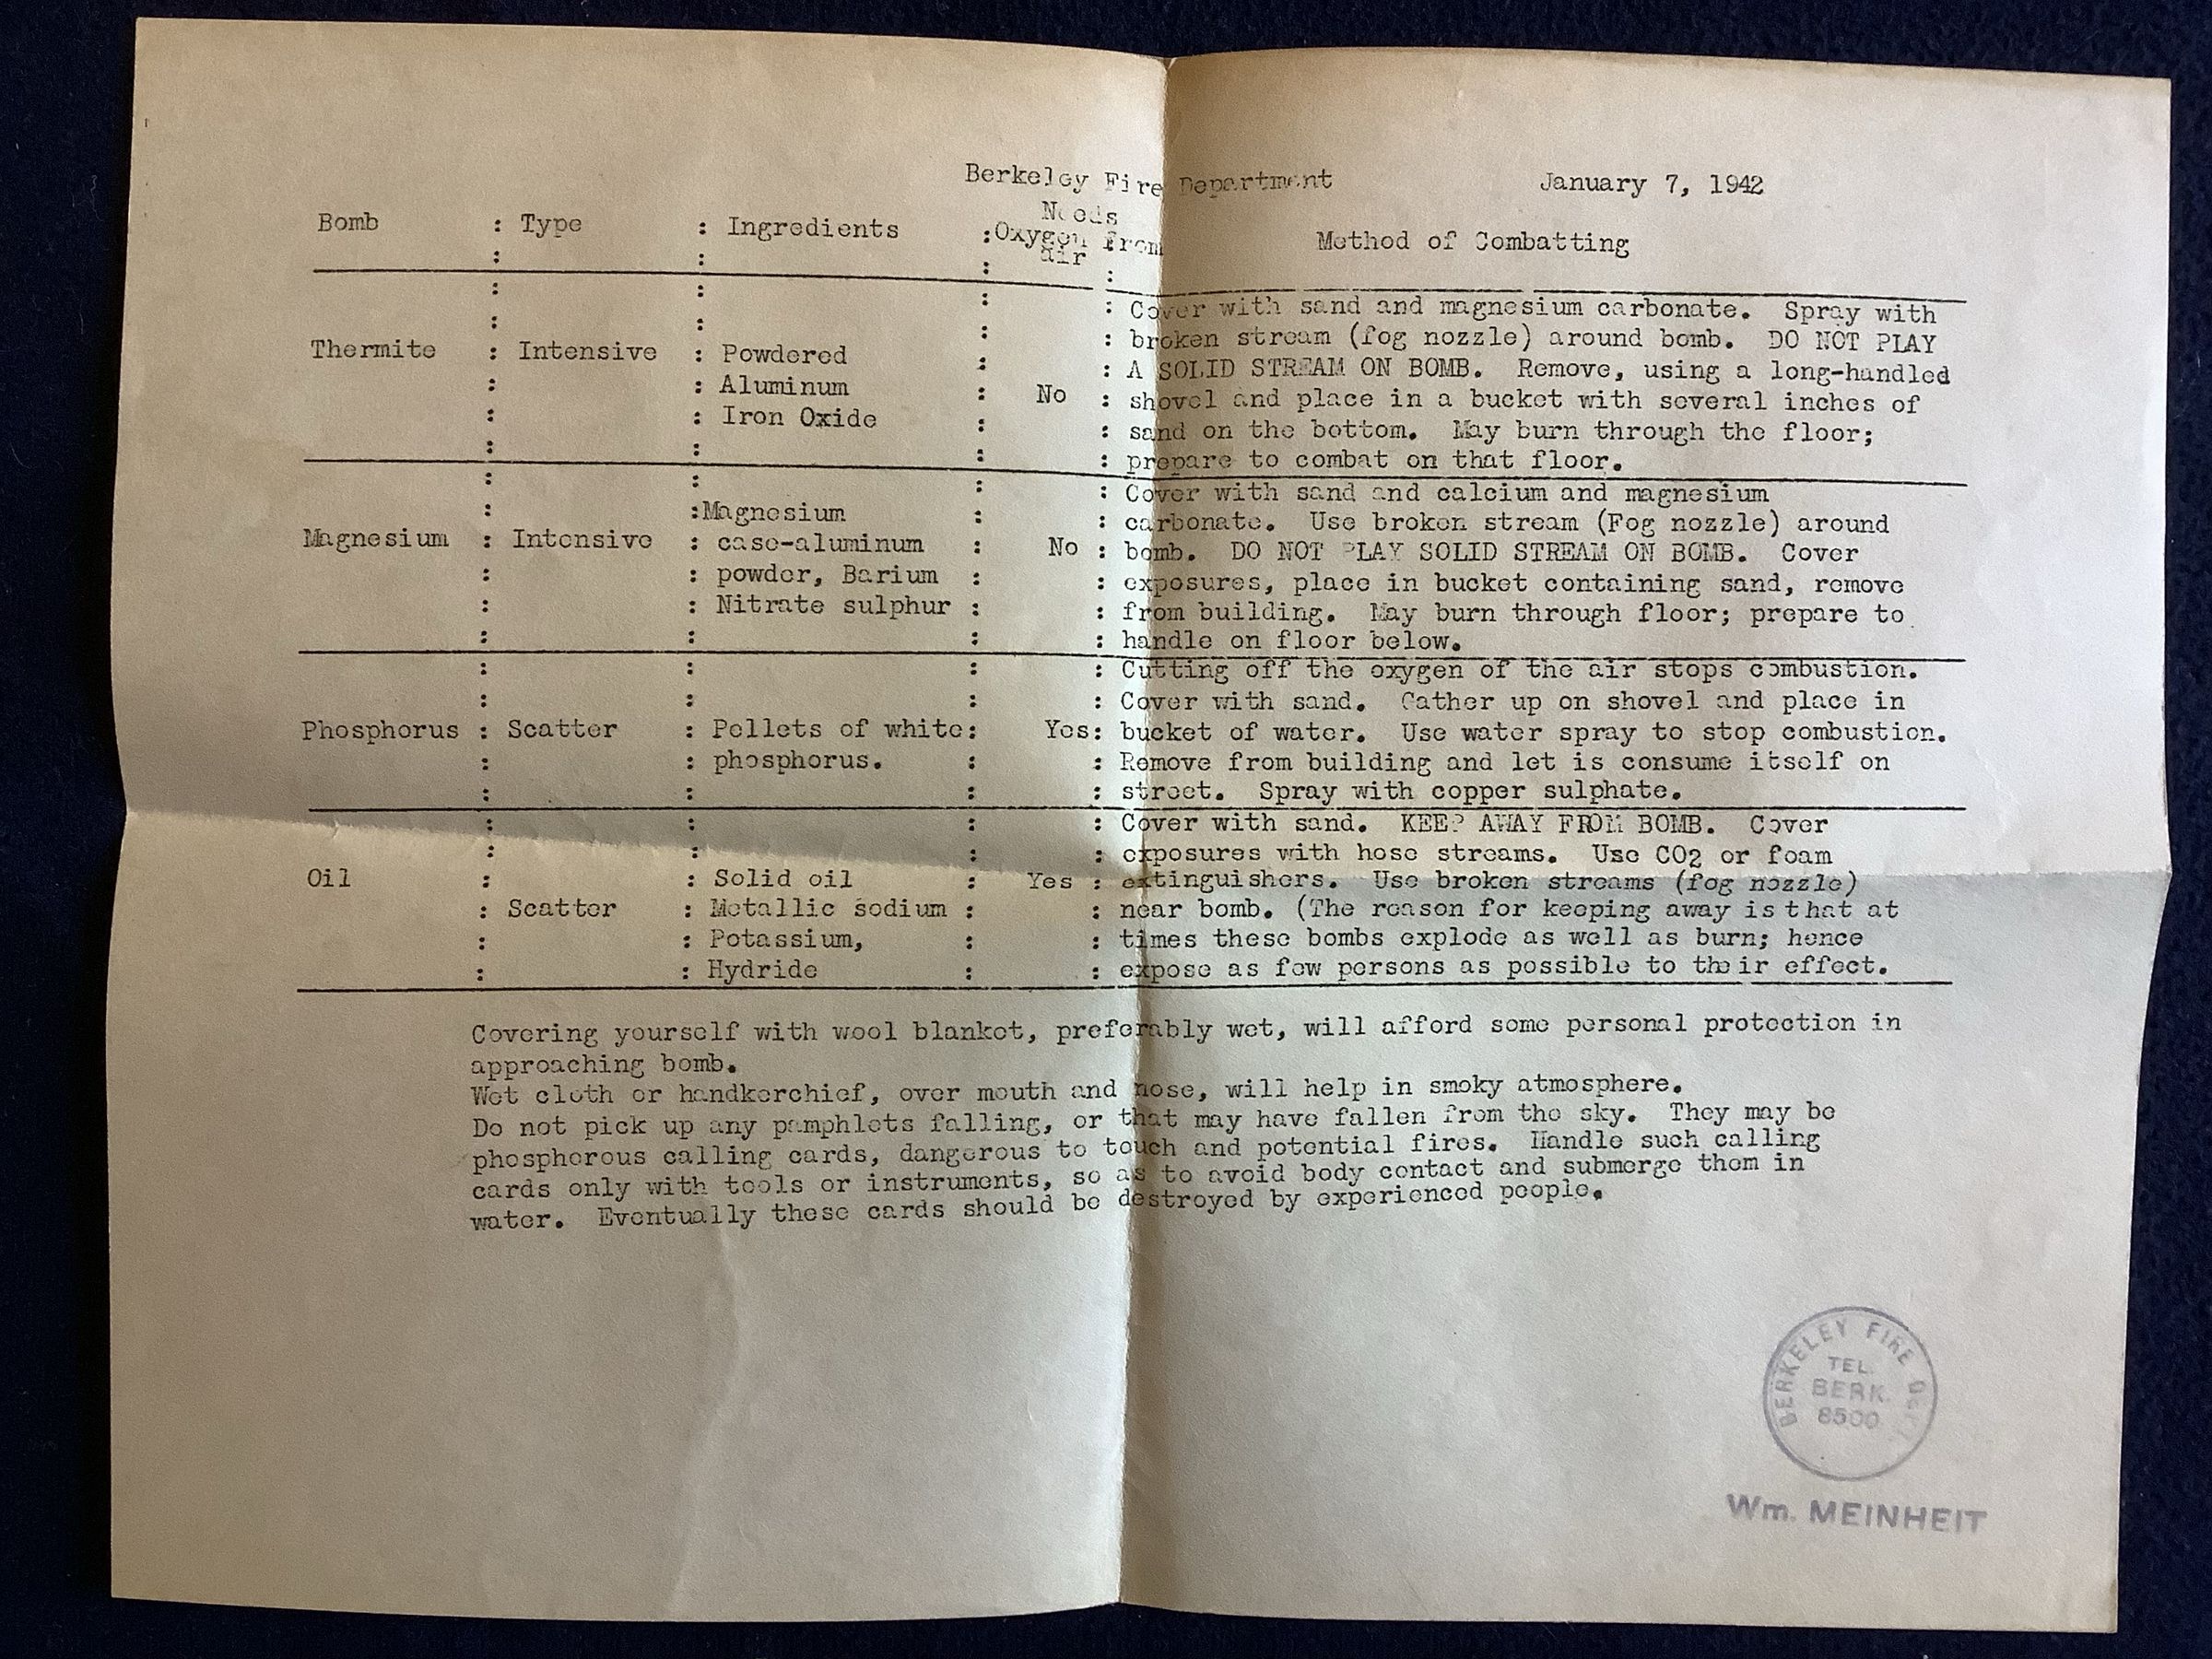 Berkeley Fire Department January 7, 1942
Bomb : Type : Ingredients : Needs Oxygen from air : Method of Combatting
Thermite : Intensive : Powdered Aluminum Iron Oxide : No :
Cover with sand and magnesium carbonate. Spray with
broken stream (fog nozzle) around bomb. DO NOT PLAY
A SOLID STREAM ON BOMB. Remove, using a long-handled
shovel and place in a bucket with several inches of
sand on the bottom. May burn through the floor;
prepare to combat on that floor.
Magnesium : Intensive :Magnesium case-aluminum powder, Barium Nitrate sulphur : No :
Cover with sand and calcium and magnesium
carbonate. Use broken stream (Fog nozzle) around
bomb. DO NOT PLAY SOLID STREAM ON BOMB. Cover
exposures, place in bucket containing sand, remove
from building. May burn through floor; prepare to
handle on floor below.
Phosphorus : Scatter : Pellets of white phosphorus. : Yes:
Cutting off the oxygen of the air stops combustion.
Cover with sand. Gather up on shovel and place in
bucket of water. Use water spray to stop combustion.
Remove from building and let is consume itself on
street. Spray with copper sulphate.
Oil : Scatter : Solid oil Metallic sodium Potassium, Hydride : Yes :
Cover with sand. KEEP AWAY FROM BOMB. Cover
exposures with hose streams. Use CO2 or foam
extinguishers. Use broken streams (fog nozzle)
near bomb. (The reason for keeping away is that at
times these bombs explode as well as burn; hence
expose as few persons as possible to their effect.
Covering yourself with wool blanket, preferably wet, will afford some personal protection in
approaching bomb.
Wet cloth or handkerchief, over mouth and nose, will help in smoky atmosphere.
Do not pick up any pamphlets falling, or that may have fallen from the sky. They may be
phosphorous calling cards, dangerous to touch and potential fires. Handle such calling
cards only with tools or instruments, so as to avoid body contact and submerge them in
water. Eventually these cards should be destroyed by experienced people.
BERKELEY FIRE DEPT.
TEL.
BERK.
8500
Wm. MEINHEIT